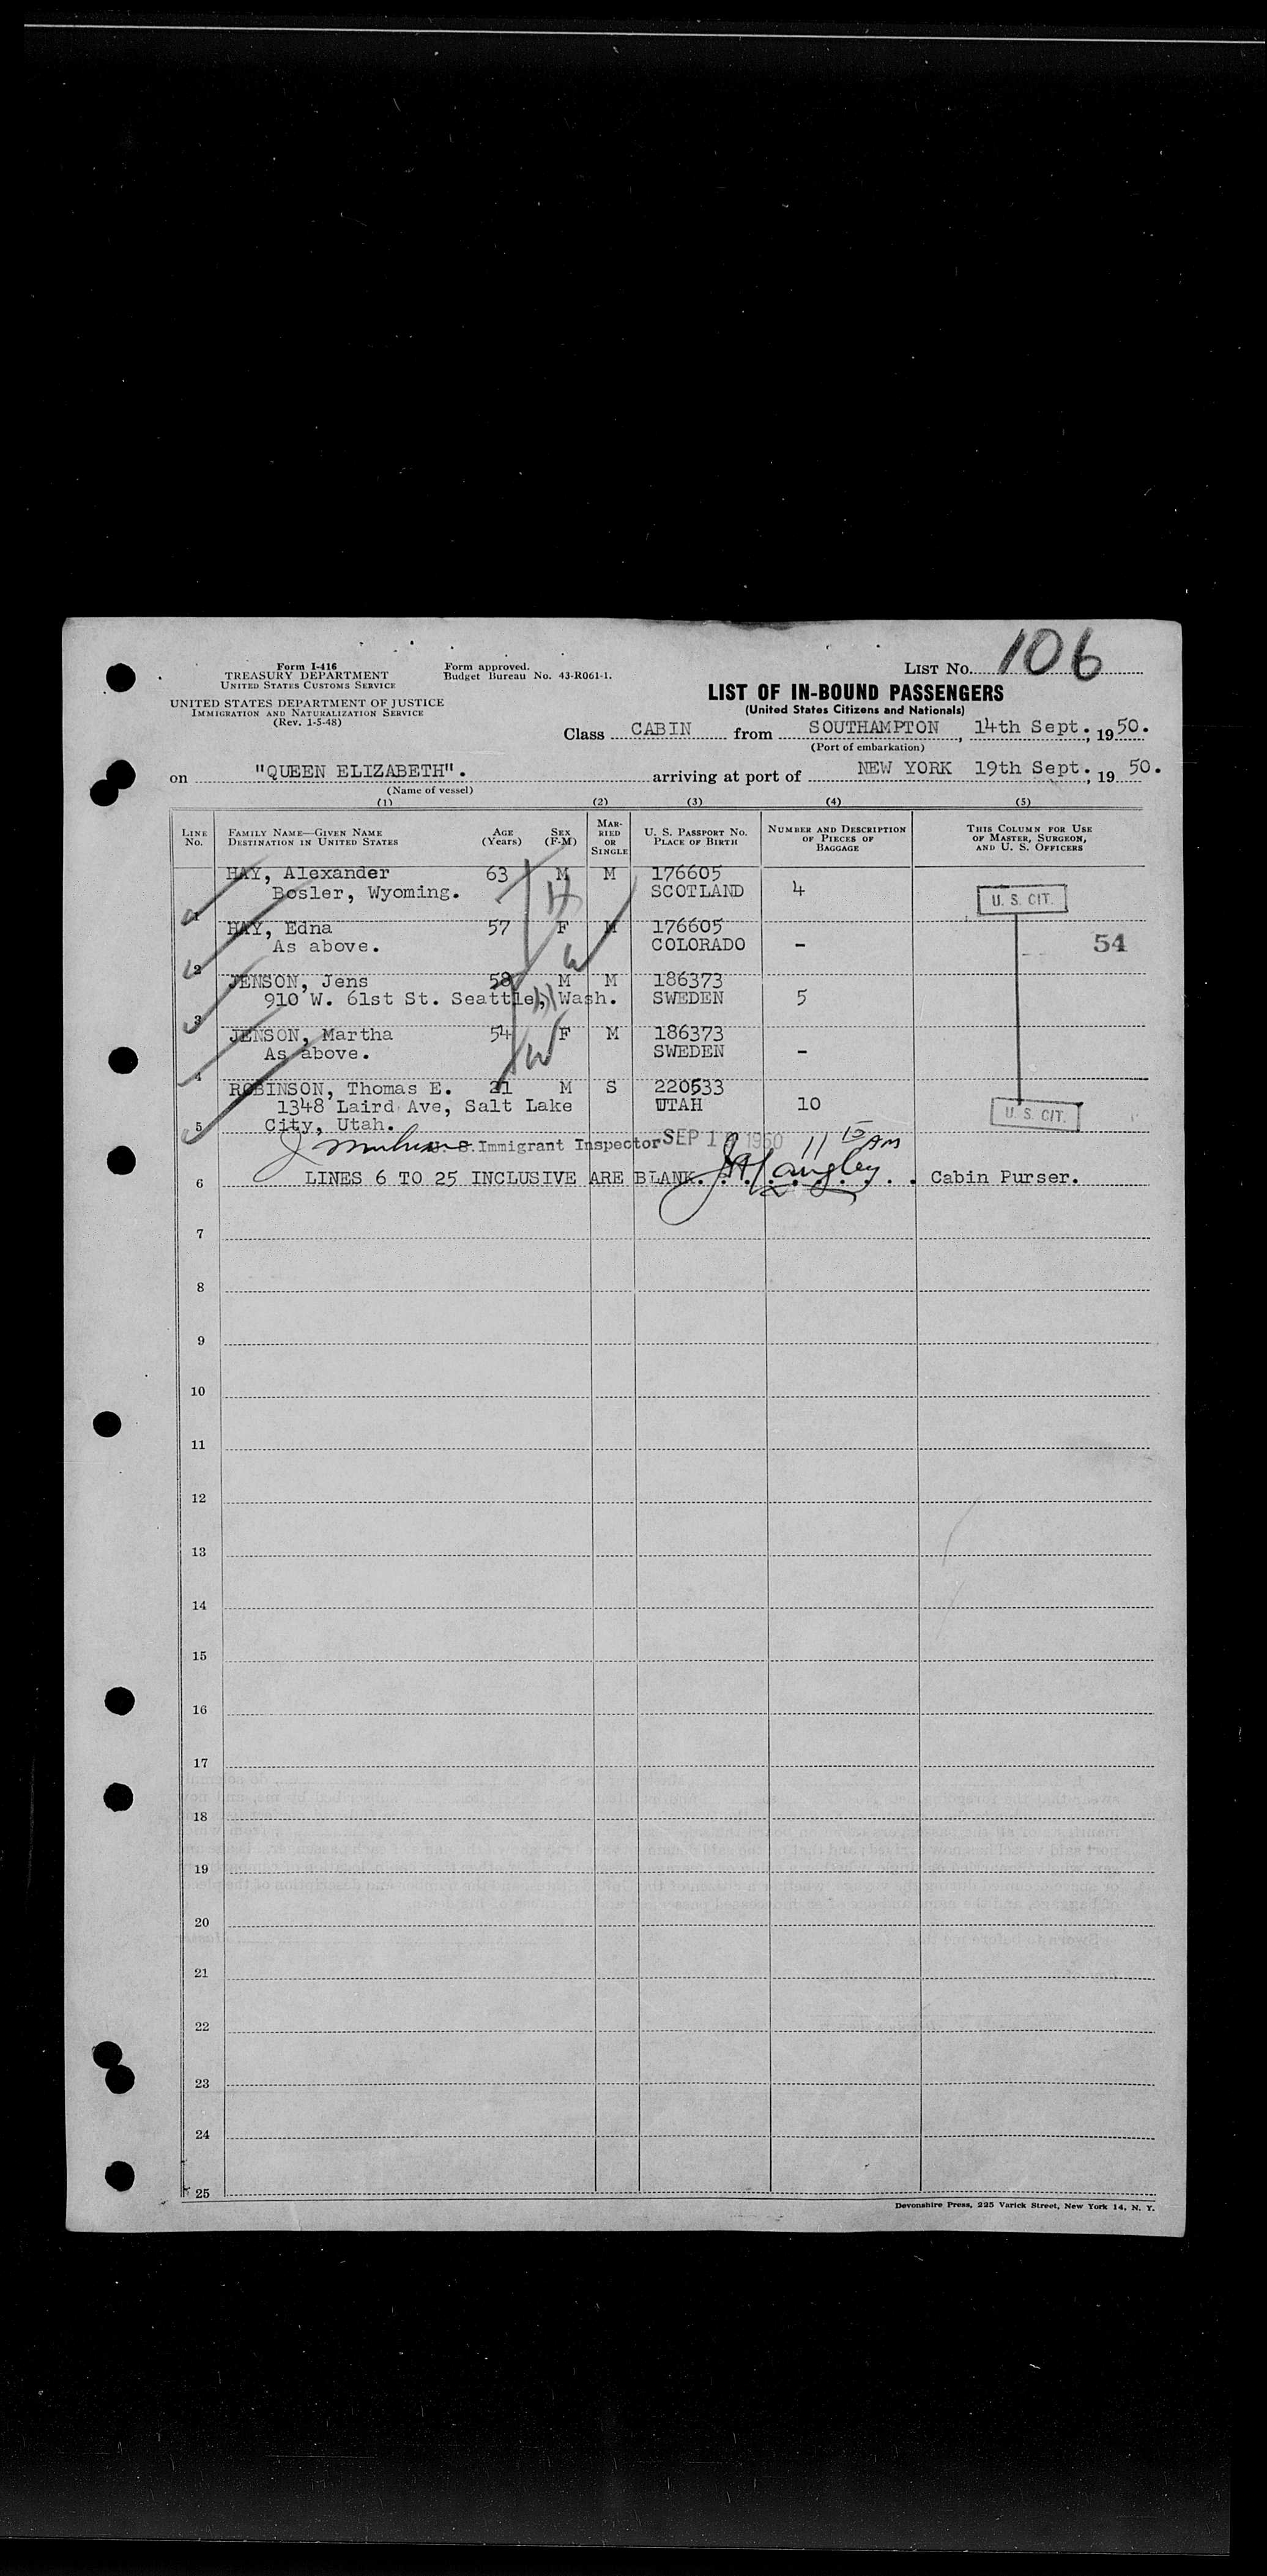 106
Form I-416
TREASURY DEPARTMENT
UNITED STATES CUSTOMS SERVICE
Form approved.
Budget Bureau No. 43-R061-1.
LIST NO.
UNITED STATES DEPARTMENT OF JUSTICE
IMMIGRATION AND NATURALIZATION SERVICE
(Rev. 1-5-48)
LIST OF IN-BOUND PASSENGERS
(United States Citizens and Nationals)
Class CABIN from SOUTHAMPTON, 14th Sept., 1950.
(Port of embarkation)
on "QUEEN ELIZABETH". arriving at port of NEW YORK 19th Sept., 1950.
(Name of vessel)
(1) (2) (3) (4) (5)
LINE NO.
FAMILY NAME—GIVEN NAME
DESTINATION IN UNITED STATES
AGE (Years)
SEX (F-M)
MARRIED OR SINGLE
U. S. PASSPORT NO.
PLACE OF BIRTH
NUMBER AND DESCRIPTION OF PIECES OF BAGGAGE
THIS COLUMN FOR USE OF MASTER, SURGEON, AND U. S. OFFICERS
HAY, Alexander 63 M M 176605
1 Bosler, Wyoming. SCOTLAND 4 U. S. CIT.
H
HAY, Edna 57 F M 176605
2 As above. COLORADO - 54
W
JENSON, Jens 58 M M 186373
3 910 W. 61st St. Seattle, Wash. SWEDEN 5
JENSON, Martha 54 F M 186373
4 As above. SWEDEN -
W
ROBINSON, Thomas E. 21 M S 220533
1348 Laird Ave, Salt Lake UTAH 10 U. S. CIT.
5 City, Utah.
U. S. Immigrant Inspector SEP 19 1950 11 15 AM
6 LINES 6 TO 25 INCLUSIVE ARE BLANK. Langley Cabin Purser.
7
8
9
10
11
12
13
14
15
16
17
18
19
20
21
22
23
24
25
Devonshire Press, 225 Varick Street, New York 14, N. Y.